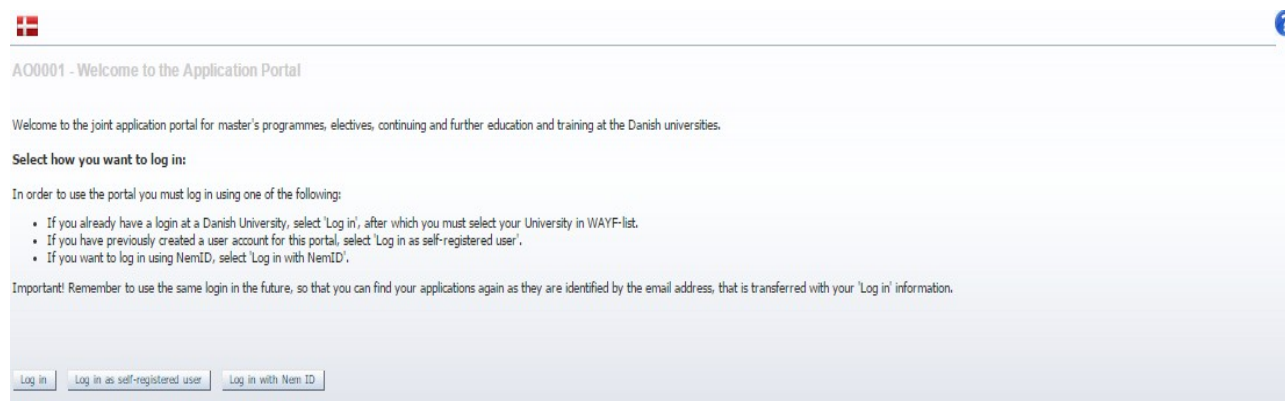 AO0001 - Welcome to the Application Portal
Welcome to the joint application portal for master's programmes, electives, continuing and further education and training at the Danish universities.
Select how you want to log in:
In order to use the portal you must log in using one of the following:
• If you already have a login at a Danish University, select 'Log in', after which you must select your University in WAYF-list.
• If you have previously created a user account for this portal, select 'Log in as self-registered user'.
• If you want to log in using NemID, select 'Log in with NemID'.
Important! Remember to use the same login in the future, so that you can find your applications again as they are identified by the email address, that is transferred with your 'Log in' information.
Log in Log in as self-registered user Log in with Nem ID